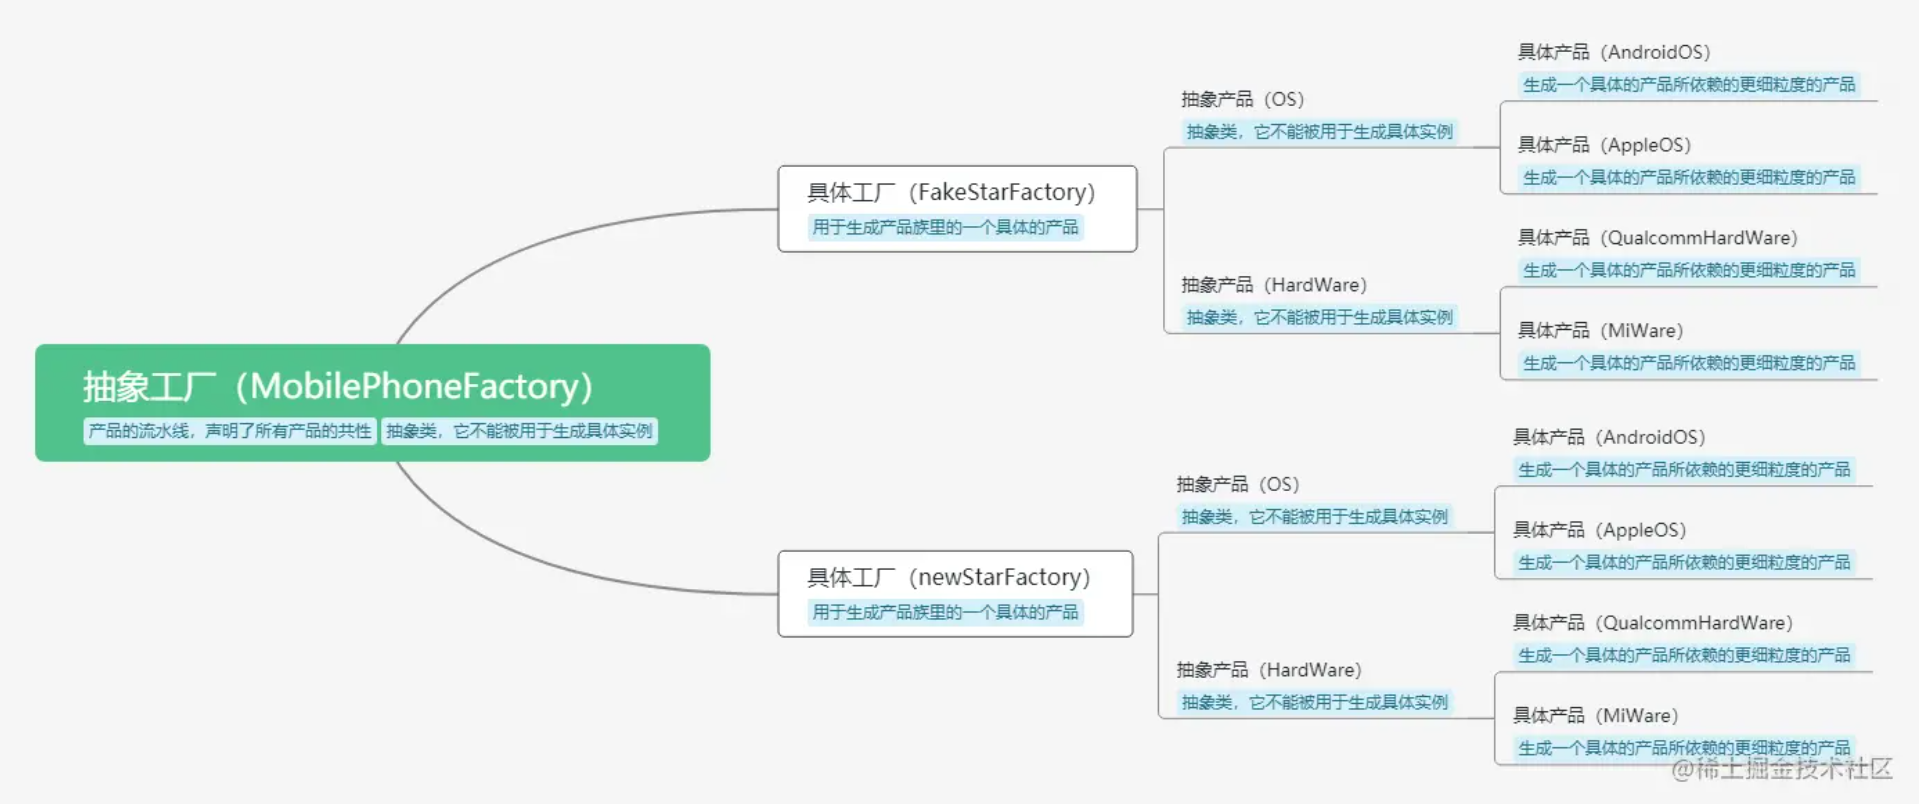 抽象工厂（MobilePhoneFactory）
产品的流水线，声明了所有产品的共性 抽象类，它不能被用于生成具体实例
具体工厂（FakeStarFactory）
用于生成产品族里的一个具体的产品
抽象产品（OS）
抽象类，它不能被用于生成具体实例
具体产品（AndroidOS）
生成一个具体的产品所依赖的更细粒度的产品
具体产品（AppleOS）
生成一个具体的产品所依赖的更细粒度的产品
抽象产品（HardWare）
抽象类，它不能被用于生成具体实例
具体产品（QualcommHardWare）
生成一个具体的产品所依赖的更细粒度的产品
具体产品（MiWare）
生成一个具体的产品所依赖的更细粒度的产品
具体工厂（newStarFactory）
用于生成产品族里的一个具体的产品
抽象产品（OS）
抽象类，它不能被用于生成具体实例
具体产品（AndroidOS）
生成一个具体的产品所依赖的更细粒度的产品
具体产品（AppleOS）
生成一个具体的产品所依赖的更细粒度的产品
抽象产品（HardWare）
抽象类，它不能被用于生成具体实例
具体产品（QualcommHardWare）
生成一个具体的产品所依赖的更细粒度的产品
具体产品（MiWare）
生成一个具体的产品所依赖的更细粒度的产品
@稀土掘金技术社区